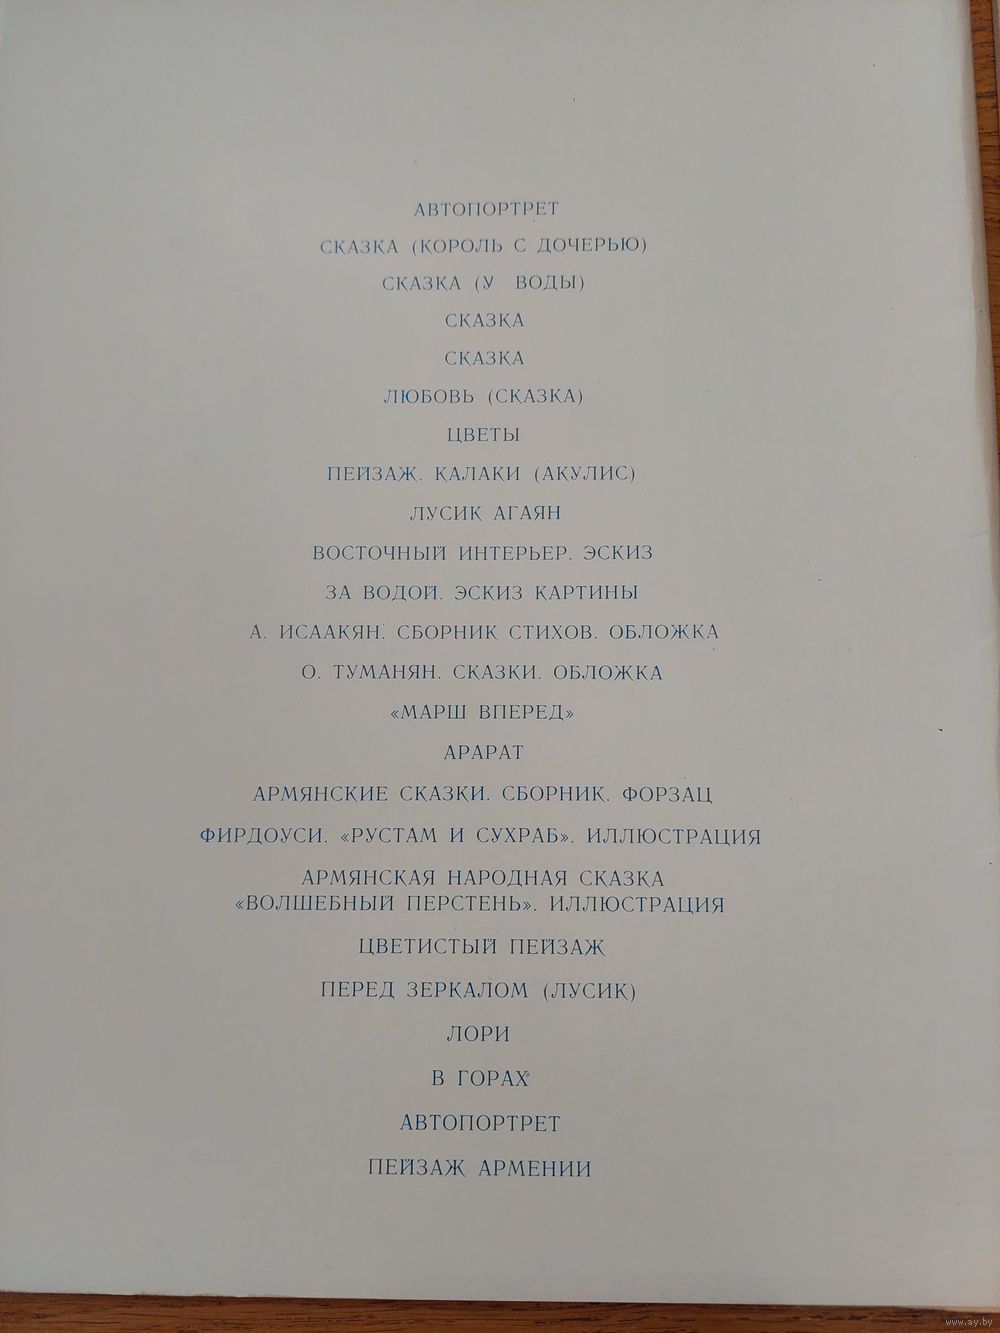 АВТОПОРТРЕТ
СКАЗКА (КОРОЛЬ С ДОЧЕРЬЮ)
СКАЗКА (У ВОДЫ)
СКАЗКА
СКАЗКА
ЛЮБОВЬ (СКАЗКА)
ЦВЕТЫ
ПЕЙЗАЖ. КАЛАКИ (АКУЛИС)
ЛУСИК АГАЯН
ВОСТОЧНЫЙ ИНТЕРЬЕР. ЭСКИЗ
ЗА ВОДОЙ. ЭСКИЗ КАРТИНЫ
А. ИСААКЯН. СБОРНИК СТИХОВ. ОБЛОЖКА
О. ТУМАНЯН. СКАЗКИ. ОБЛОЖКА
«МАРШ ВПЕРЕД»
АРАРАТ
АРМЯНСКИЕ СКАЗКИ. СБОРНИК. ФОРЗАЦ
ФИРДОУСИ. «РУСТАМ И СУХРАБ». ИЛЛЮСТРАЦИЯ
АРМЯНСКАЯ НАРОДНАЯ СКАЗКА
«ВОЛШЕБНЫЙ ПЕРСТЕНЬ». ИЛЛЮСТРАЦИЯ
ЦВЕТИСТЫЙ ПЕЙЗАЖ
ПЕРЕД ЗЕРКАЛОМ (ЛУСИК)
ЛОРИ
В ГОРАХ
АВТОПОРТРЕТ
ПЕЙЗАЖ АРМЕНИИ
www.ay.by